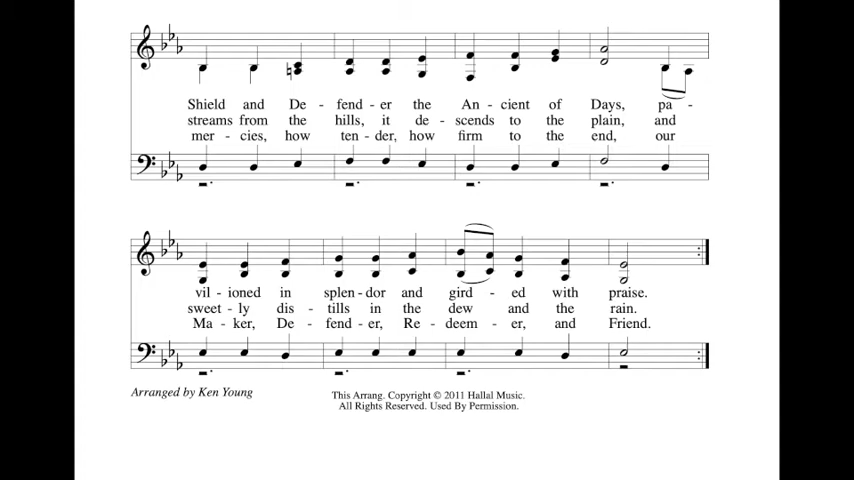 Shield and De - fend - er the An - cient of Days, pa -
streams from the hills, it de - scends to the plain, and
mer - cies, how ten - der, how firm to the end, our
vil - ioned in splen - dor and gird - ed with praise.
sweet - ly dis - tills in the dew and the rain.
Ma - ker, De - fend - er, Re - deem - er, and Friend.
Arranged by Ken Young
This Arrang. Copyright © 2011 Hallal Music.
All Rights Reserved. Used By Permission.